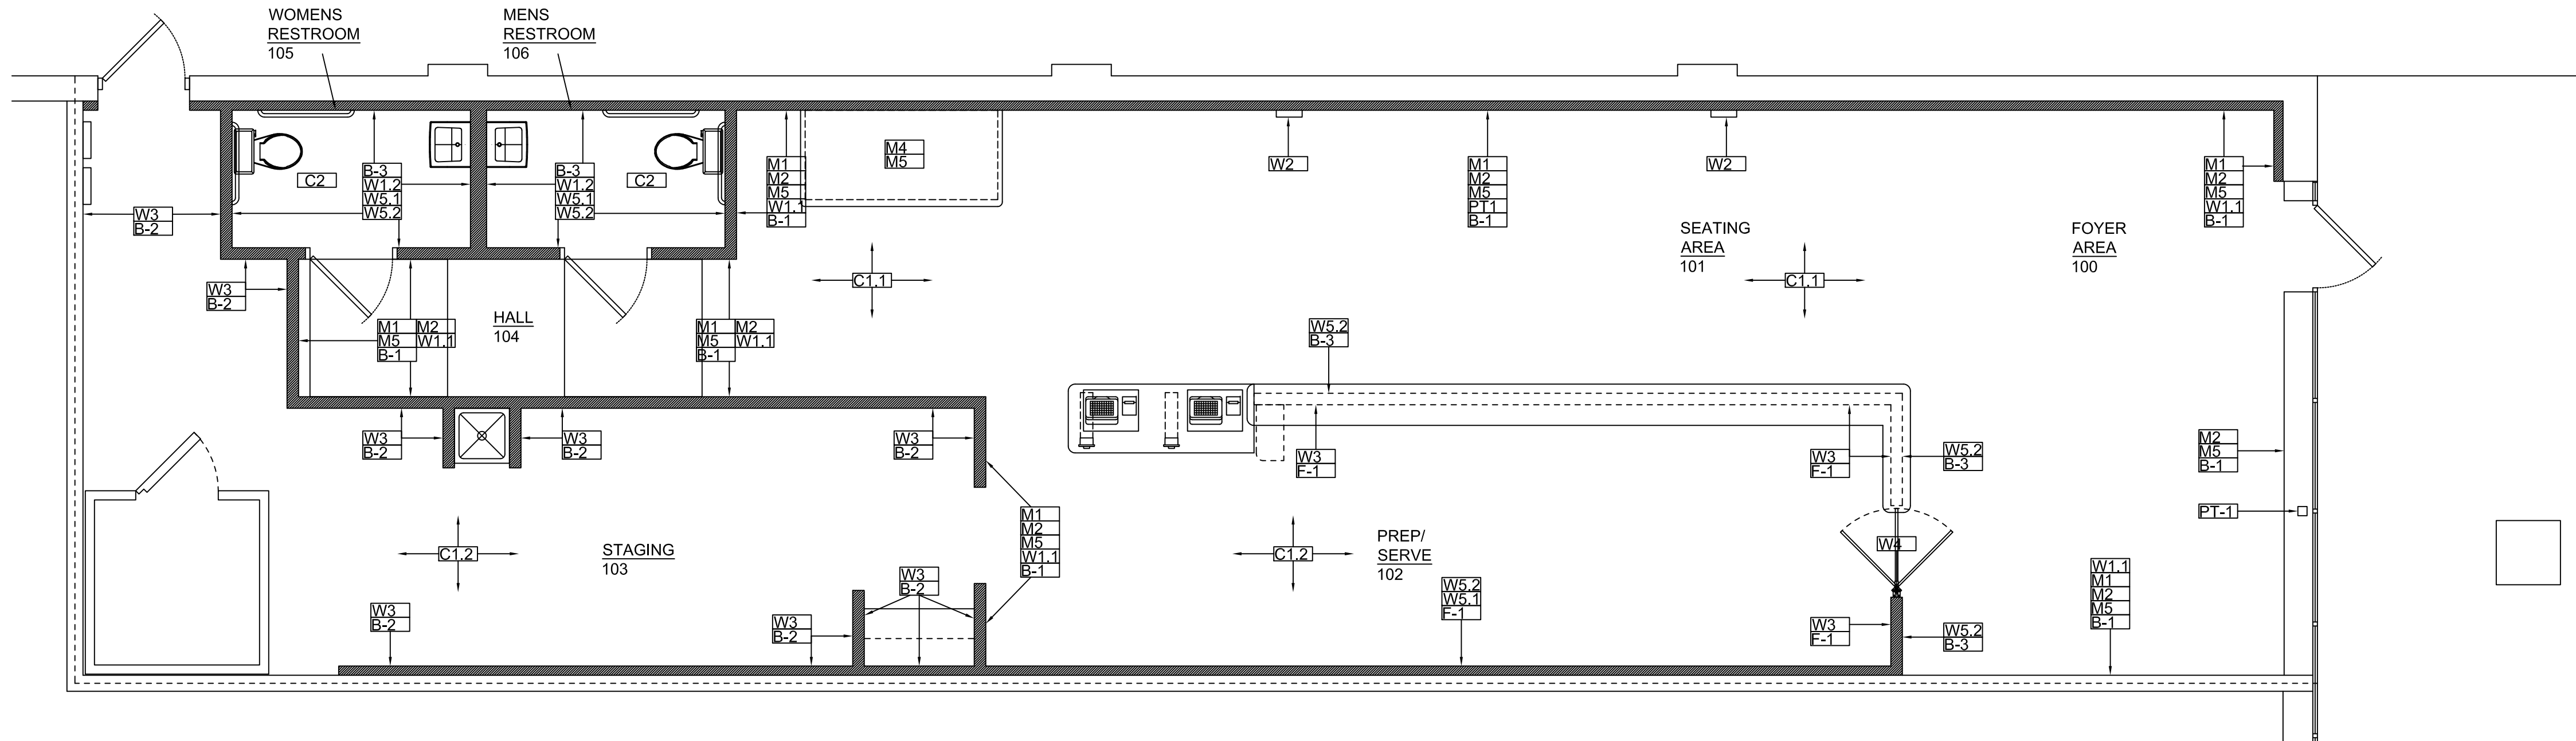 WOMENS
RESTROOM
105
MENS
RESTROOM
106
B-3
W1.2
W5.1
W5.2
C2
B-3
W1.2
W5.1
W5.2
C2
W3
B-2
M1
M2
M5
W1.1
B-1
M4
M5
W2
M1
M2
M5
PT1
B-1
W2
M1
M2
M5
W1.1
B-1
SEATING
AREA
101
FOYER
AREA
100
C1.1
C1.1
W3
B-2
HALL
104
M1 M2
M5 W1.1
B-1
M1 M2
M5 W1.1
B-1
W5.2
B-3
W3
B-2
W3
B-2
W3
B-2
W3
F-1
W3
F-1
W5.2
B-3
M2
M5
B-1
PT-1
M1
M2
M5
W1.1
B-1
C1.2
STAGING
103
C1.2
PREP/
SERVE
102
W4
W3
B-2
W3
B-2
W3
B-2
W5.2
W5.1
F-1
W3
F-1
W5.2
B-3
W1.1
M1
M2
M5
B-1